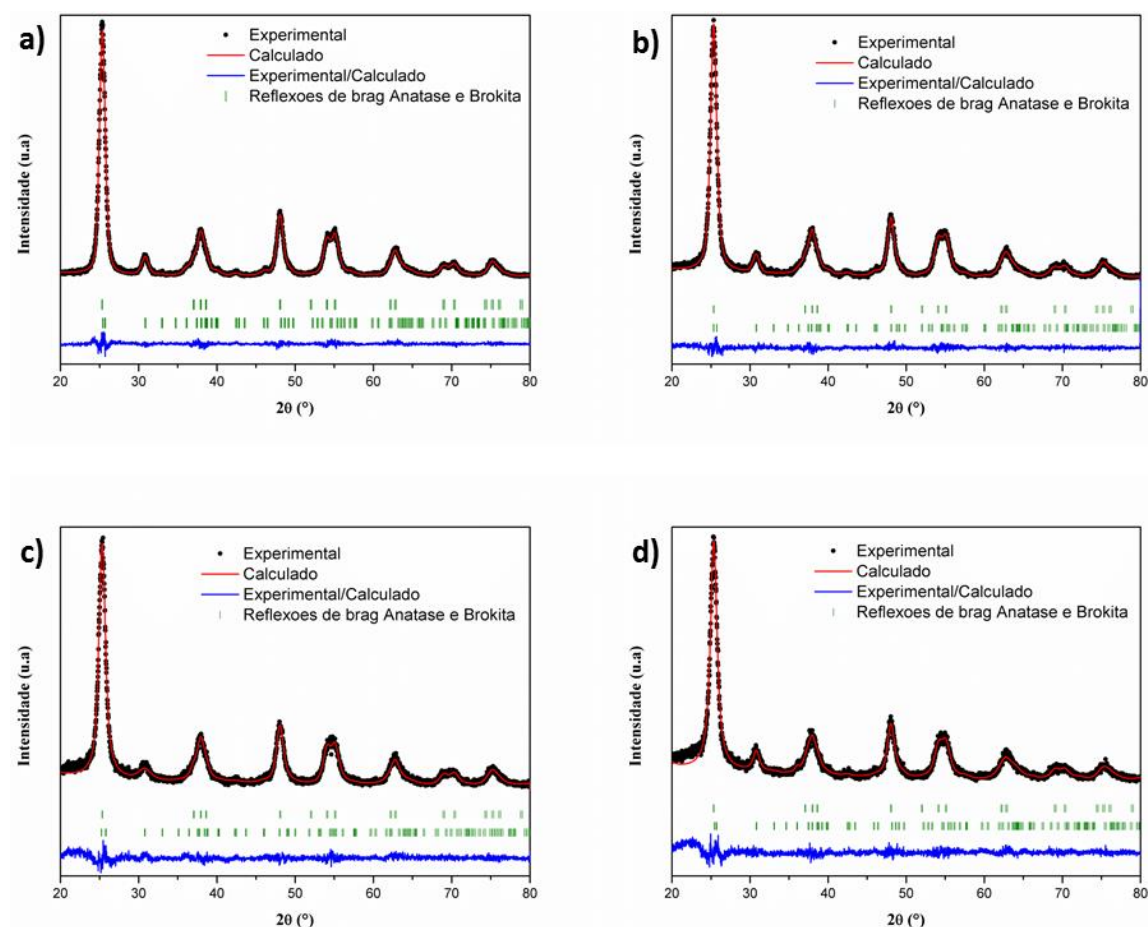 a)
Experimental
Calculado
Experimental/Calculado
Reflexoes de brag Anatase e Brokita
Intensidade (u.a)
20 30 40 50 60 70 80
2θ (°)
b)
Experimental
Calculado
Experimental/Calculado
Reflexoes de brag Anatase e Brokita
Intensidade (u.a)
20 30 40 50 60 70 80
2θ (°)
c)
Experimental
Calculado
Experimental/Calculado
Reflexoes de brag Anatase e Brokita
Intensidade (u.a)
20 30 40 50 60 70 80
2θ (°)
d)
Experimental
Calculado
Experimental/Calculado
Reflexoes de brag Anatase e Brokita
Intensidade (u.a)
20 30 40 50 60 70 80
2θ (°)